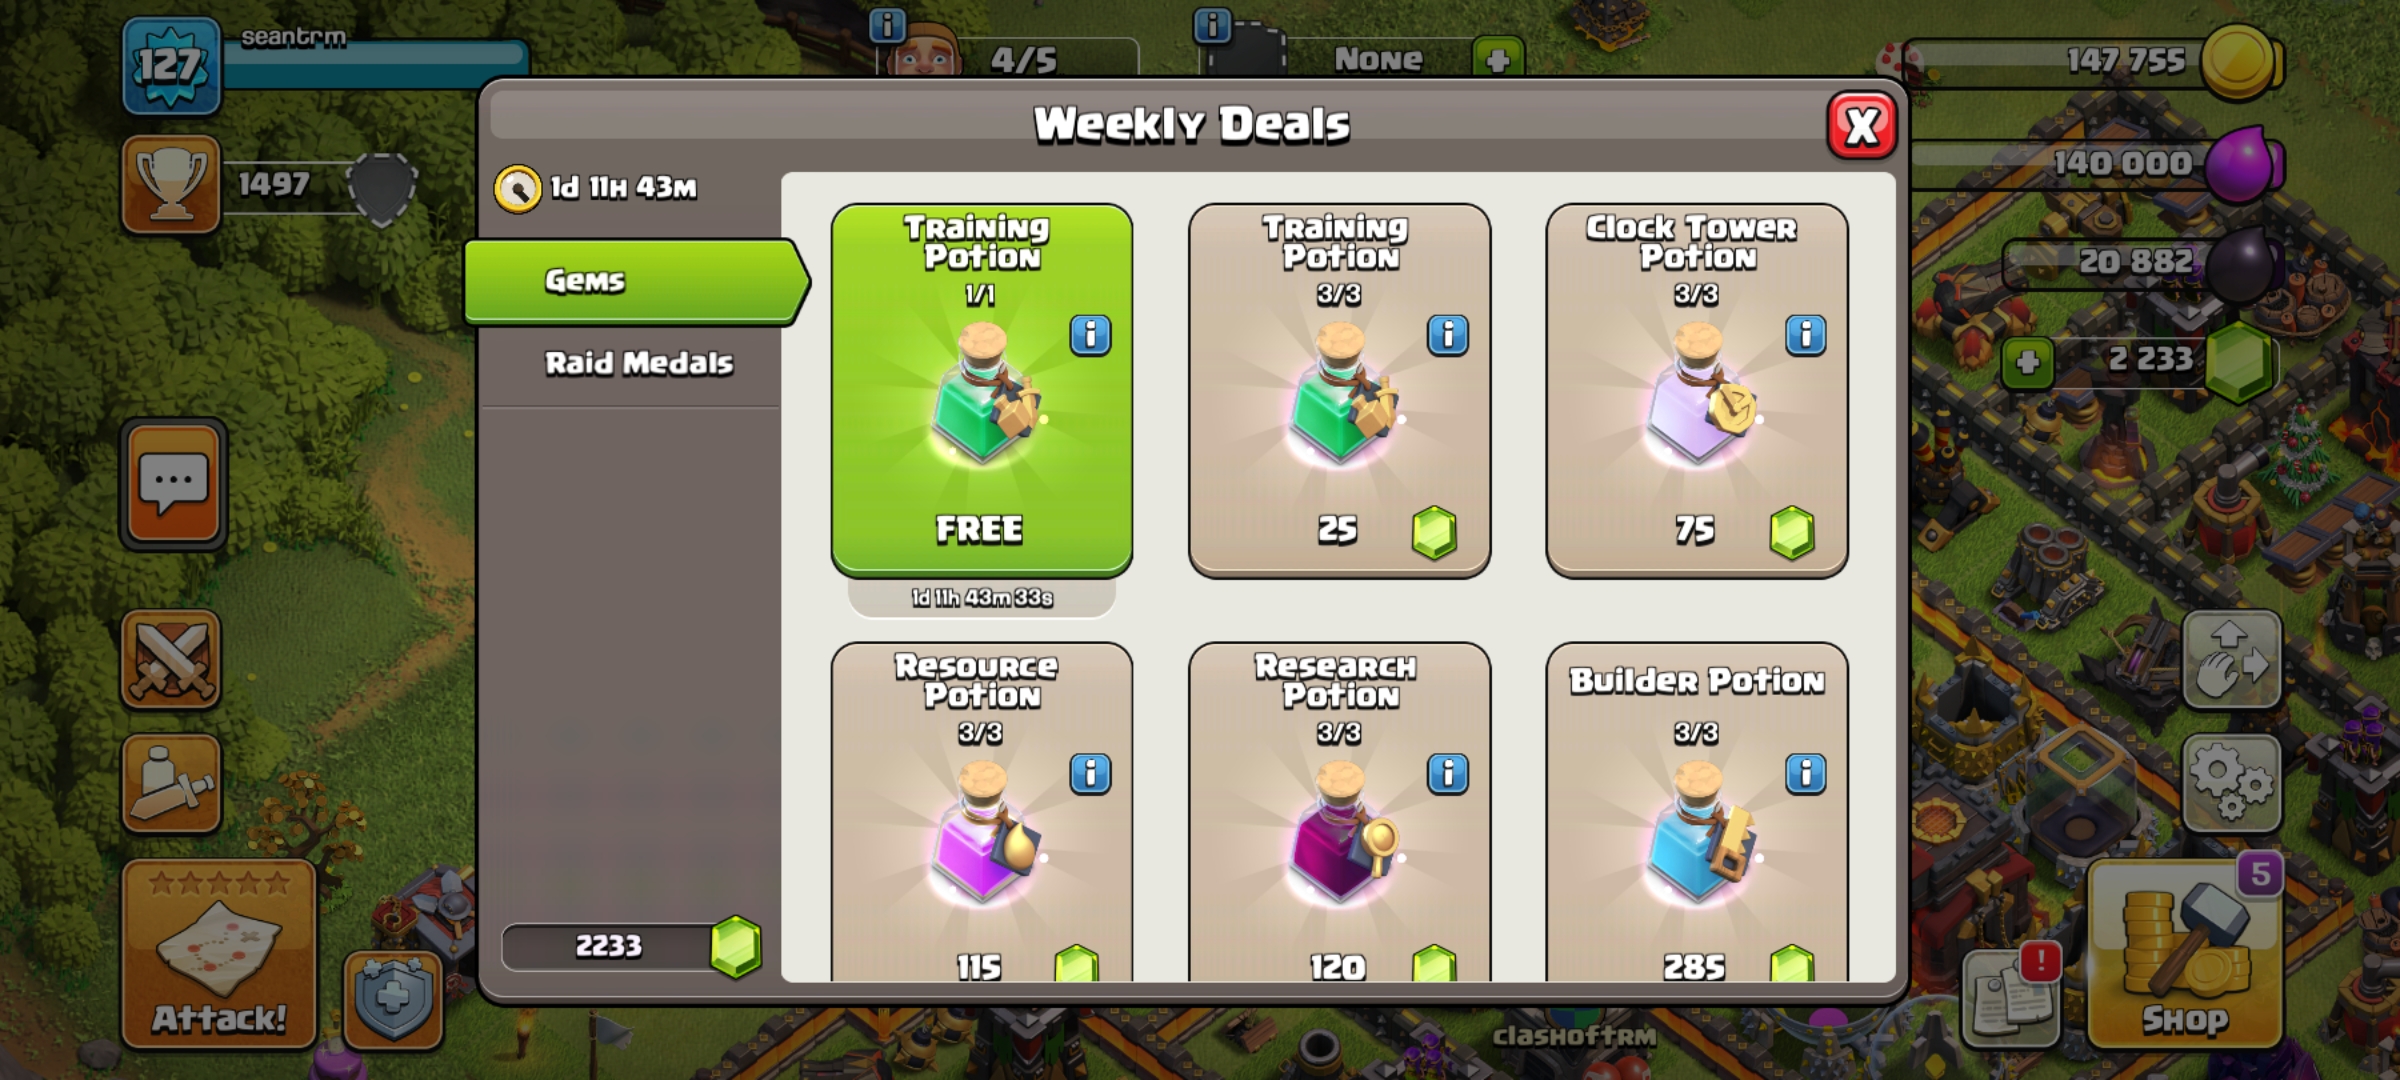 127
seantrm
4/5
None
147 755
1497
140 000
20 882
2 233
Weekly Deals
X
1d 11h 43m
Gems
Raid Medals
Training
Potion
1/1
FREE
1d 11h 43m 33s
Training
Potion
3/3
25
Clock Tower
Potion
3/3
75
Resource
Potion
3/3
115
Research
Potion
3/3
120
Builder Potion
3/3
285
2233
Attack!
5
!
Shop
clashoftrm